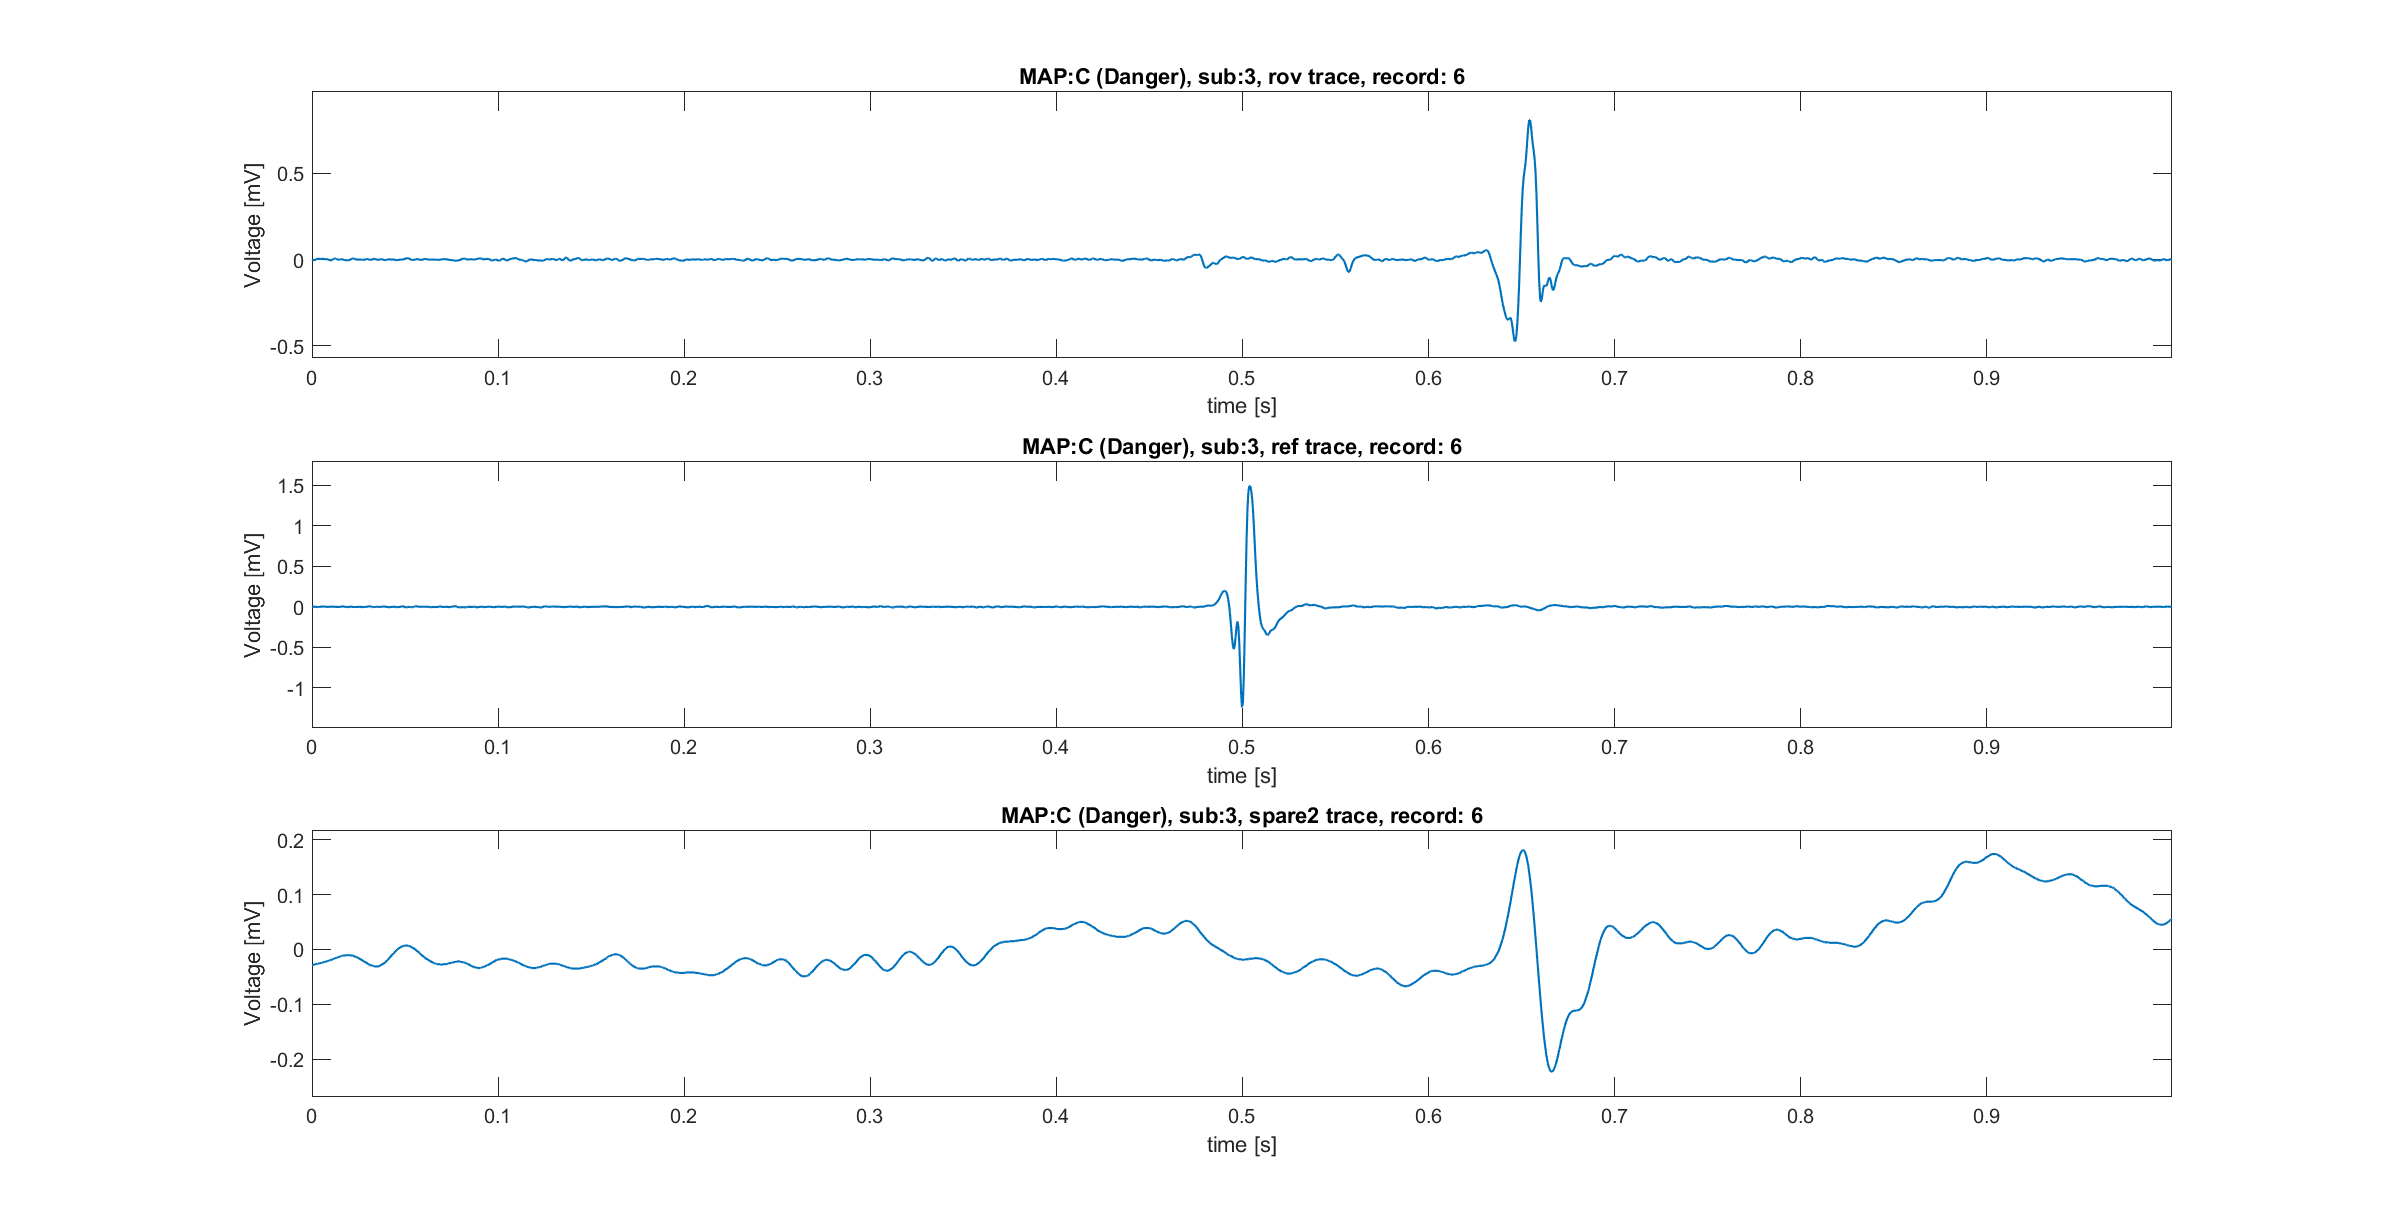 MAP:C (Danger), sub:3, rov trace, record: 6
Voltage [mV]
0.5
0
-0.5
0 0.1 0.2 0.3 0.4 0.5 0.6 0.7 0.8 0.9
time [s]
MAP:C (Danger), sub:3, ref trace, record: 6
Voltage [mV]
1.5
1
0.5
0
-0.5
-1
0 0.1 0.2 0.3 0.4 0.5 0.6 0.7 0.8 0.9
time [s]
MAP:C (Danger), sub:3, spare2 trace, record: 6
Voltage [mV]
0.2
0.1
0
-0.1
-0.2
0 0.1 0.2 0.3 0.4 0.5 0.6 0.7 0.8 0.9
time [s]